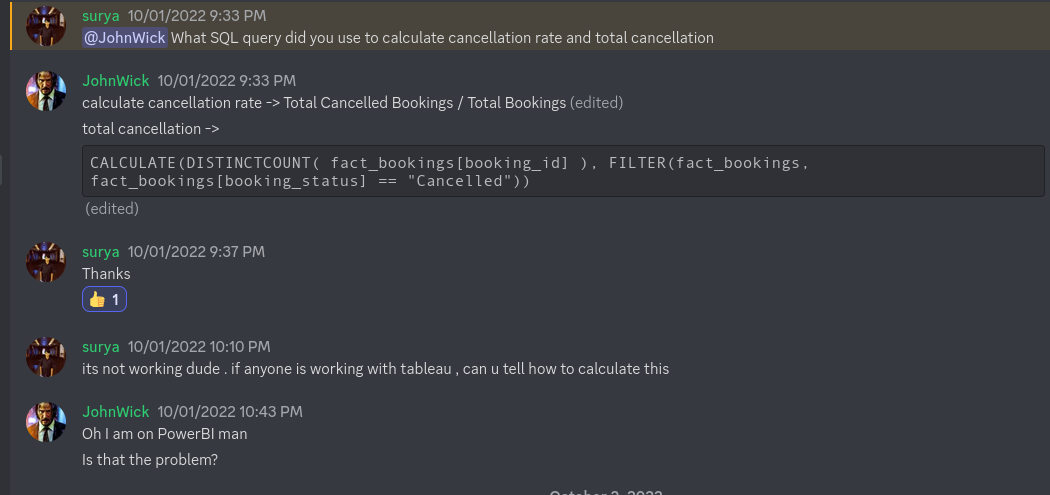 surya 10/01/2022 9:33 PM
@JohnWick What SQL query did you use to calculate cancellation rate and total cancellation
JohnWick 10/01/2022 9:33 PM
calculate cancellation rate -> Total Cancelled Bookings / Total Bookings (edited)
total cancellation ->
CALCULATE(DISTINCTCOUNT( fact_bookings[booking_id] ), FILTER(fact_bookings,
fact_bookings[booking_status] == "Cancelled"))
(edited)
surya 10/01/2022 9:37 PM
Thanks
👍 1
surya 10/01/2022 10:10 PM
its not working dude . if anyone is working with tableau , can u tell how to calculate this
JohnWick 10/01/2022 10:43 PM
Oh I am on PowerBI man
Is that the problem?